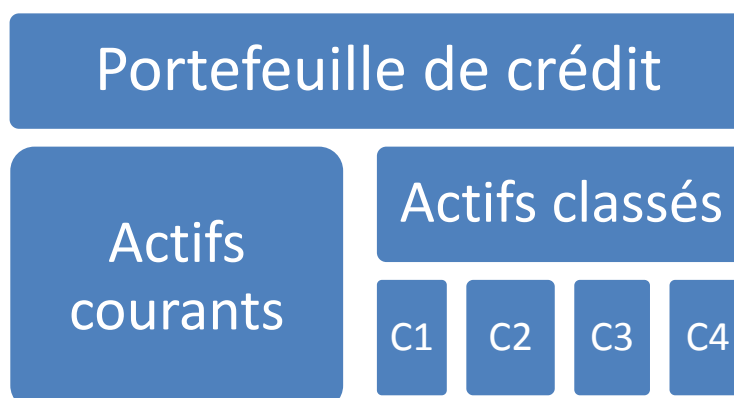 Portefeuille de crédit
Actifs classés
Actifs
courants
C1 C2 C3 C4